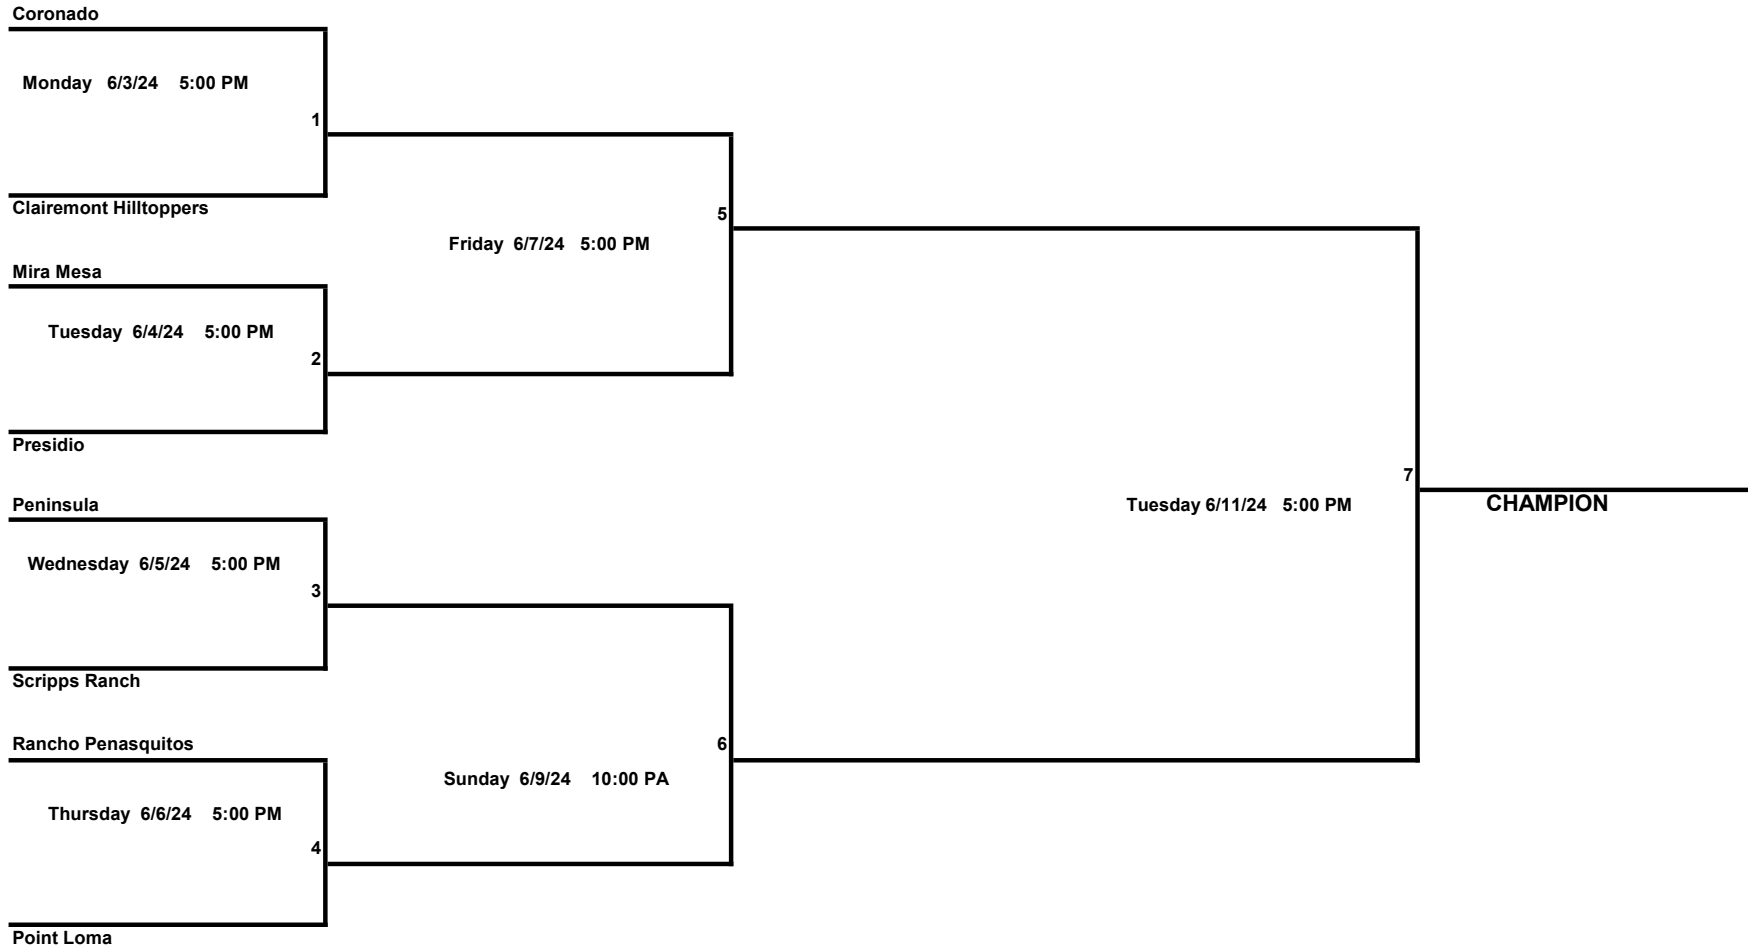 Coronado
Monday 6/3/24 5:00 PM
1
Clairemont Hilltoppers
5
Friday 6/7/24 5:00 PM
Mira Mesa
Tuesday 6/4/24 5:00 PM
2
Presidio
7
Tuesday 6/11/24 5:00 PM
CHAMPION
Peninsula
Wednesday 6/5/24 5:00 PM
3
Scripps Ranch
Rancho Penasquitos
6
Sunday 6/9/24 10:00 PA
Thursday 6/6/24 5:00 PM
4
Point Loma